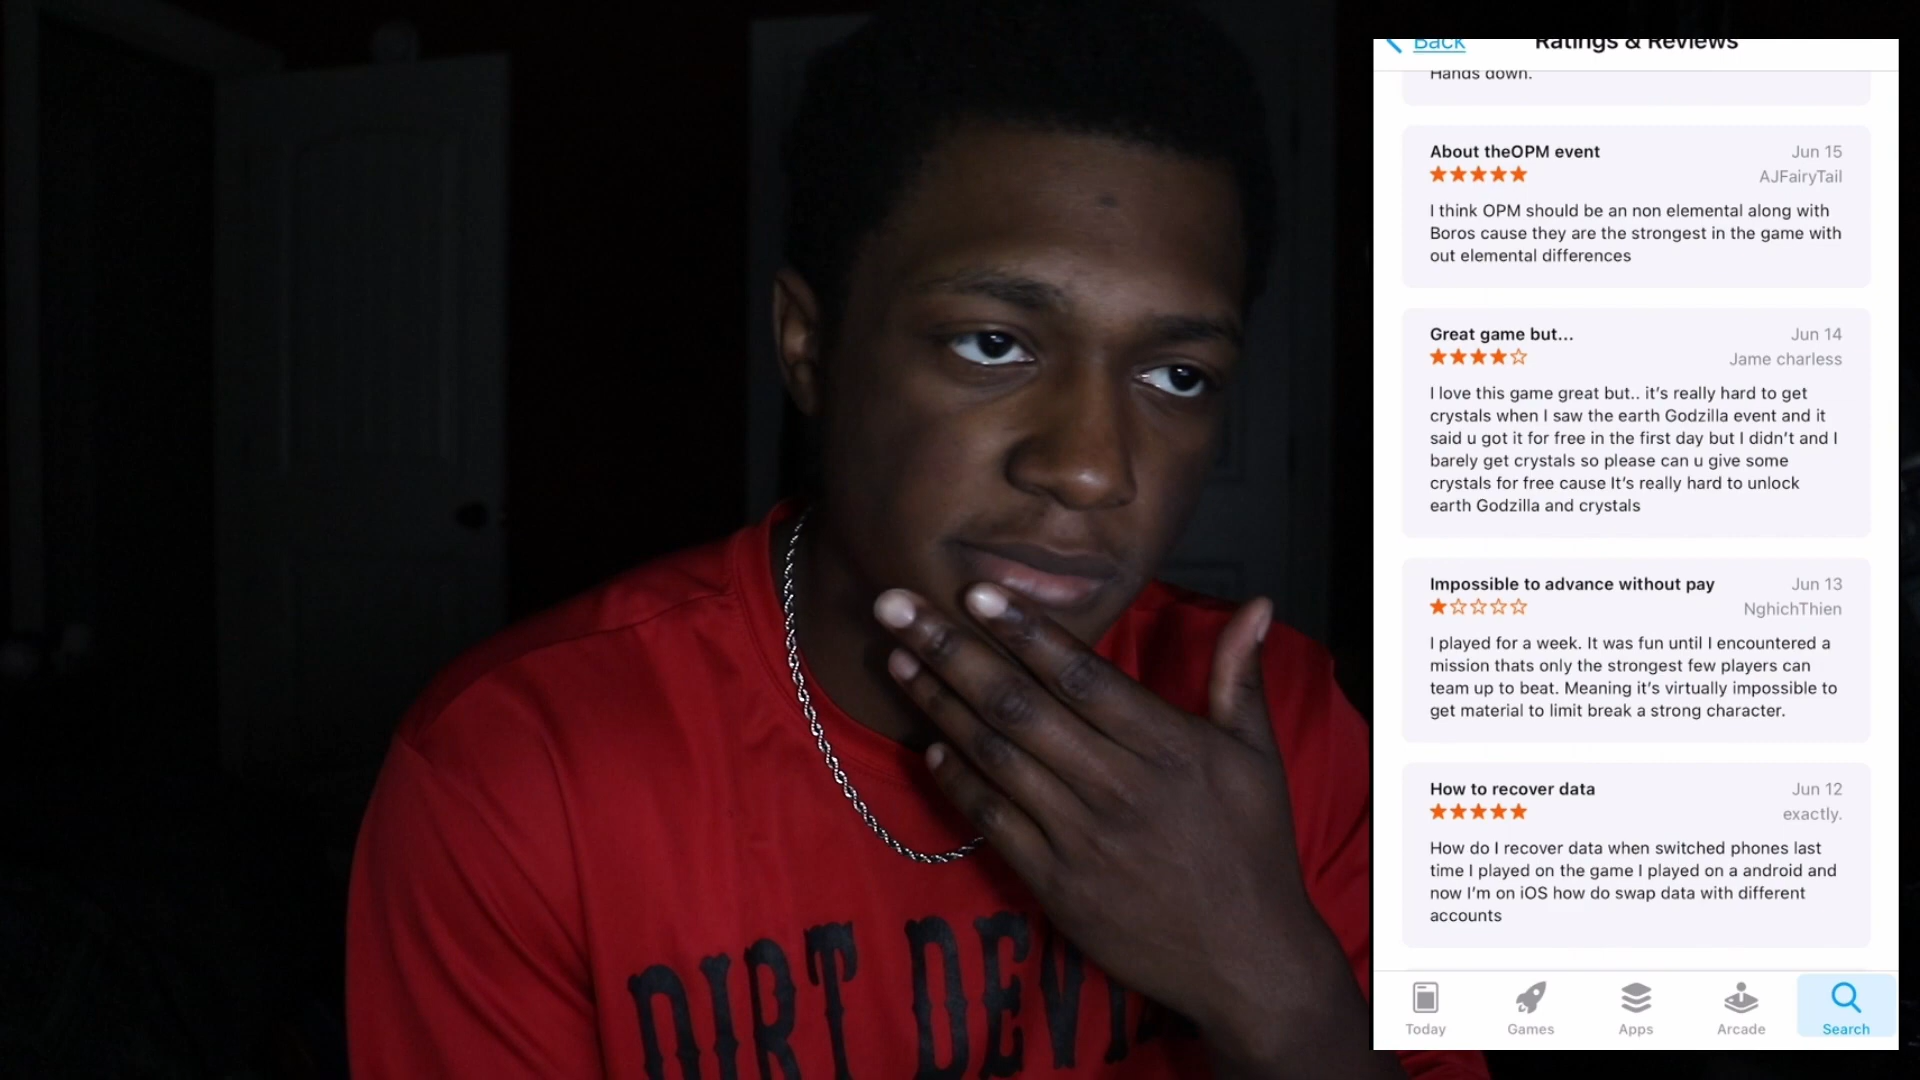 DIRT DEVI
Back
Ratings & Reviews
Hands down.
About theOPM event
Jun 15
AJFairyTail
I think OPM should be an non elemental along with
Boros cause they are the strongest in the game with
out elemental differences
Great game but...
Jun 14
Jame charless
I love this game great but.. it's really hard to get
crystals when I saw the earth Godzilla event and it
said u got it for free in the first day but I didn't and I
barely get crystals so please can u give some
crystals for free cause It's really hard to unlock
earth Godzilla and crystals
Impossible to advance without pay
Jun 13
NghichThien
I played for a week. It was fun until I encountered a
mission thats only the strongest few players can
team up to beat. Meaning it's virtually impossible to
get material to limit break a strong character.
How to recover data
Jun 12
exactly.
How do I recover data when switched phones last
time I played on the game I played on a android and
now I'm on iOS how do swap data with different
accounts
Today
Games
Apps
Arcade
Search